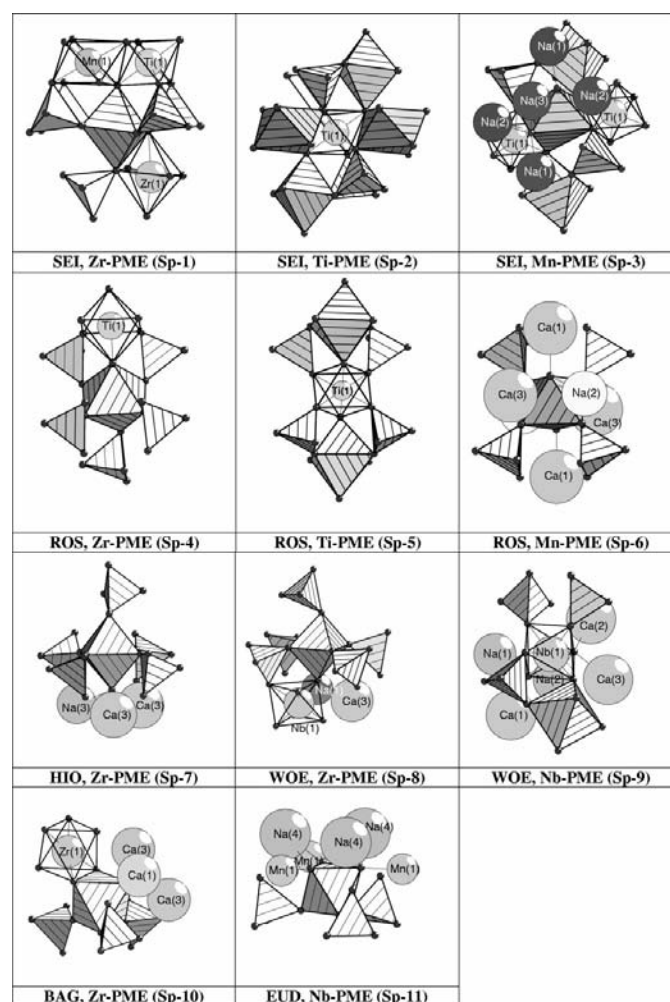 Mn(1) Ti(1)
Zr(1)
SEI, Zr-PME (Sp-1)
Ti(1)
SEI, Ti-PME (Sp-2)
Na(1)
Na(3) Na(2)
Na(2) Ti(1)
Ti(1)
Na(1)
SEI, Mn-PME (Sp-3)
Ti(1)
ROS, Zr-PME (Sp-4)
Ti(1)
ROS, Ti-PME (Sp-5)
Ca(1)
Ca(3) Na(2)
Ca(3)
Ca(1)
ROS, Mn-PME (Sp-6)
Na(3) Ca(3) Ca(3)
HIO, Zr-PME (Sp-7)
Ca(3)
Nb(1)
WOE, Zr-PME (Sp-8)
Ca(2)
Na(1) Nb(1)
Na(2) Ca(3)
Ca(1)
WOE, Nb-PME (Sp-9)
Zr(1) Ca(3)
Ca(1)
Ca(3)
BAG, Zr-PME (Sp-10)
Na(4) Na(4)
Na(4)
Mn(1) Mn(1) Mn(1)
EUD, Nb-PME (Sp-11)